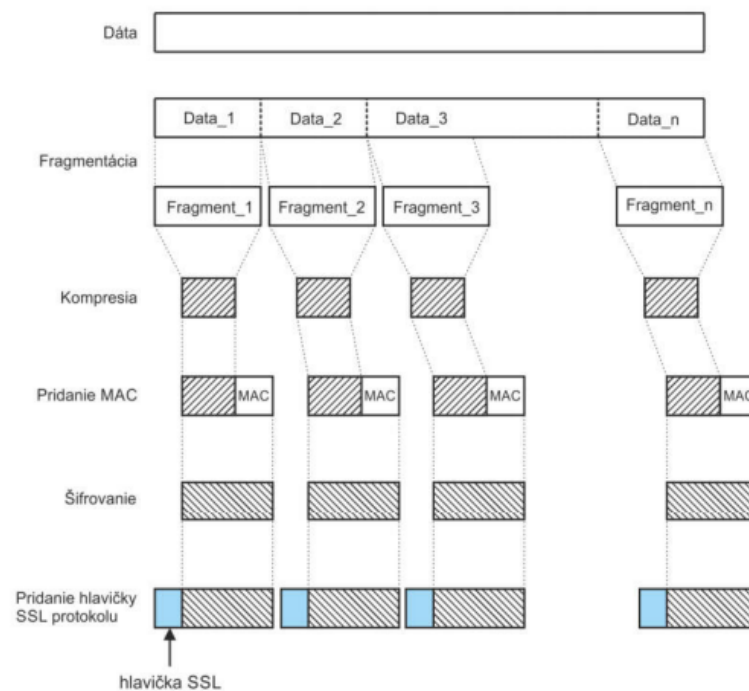 Dáta
Data_1 Data_2 Data_3 Data_n
Fragmentácia
Fragment_1 Fragment_2 Fragment_3 Fragment_n
Kompresia
Pridanie MAC
MAC MAC MAC MAC
Šifrovanie
Pridanie hlavičky
SSL protokolu
hlavička SSL